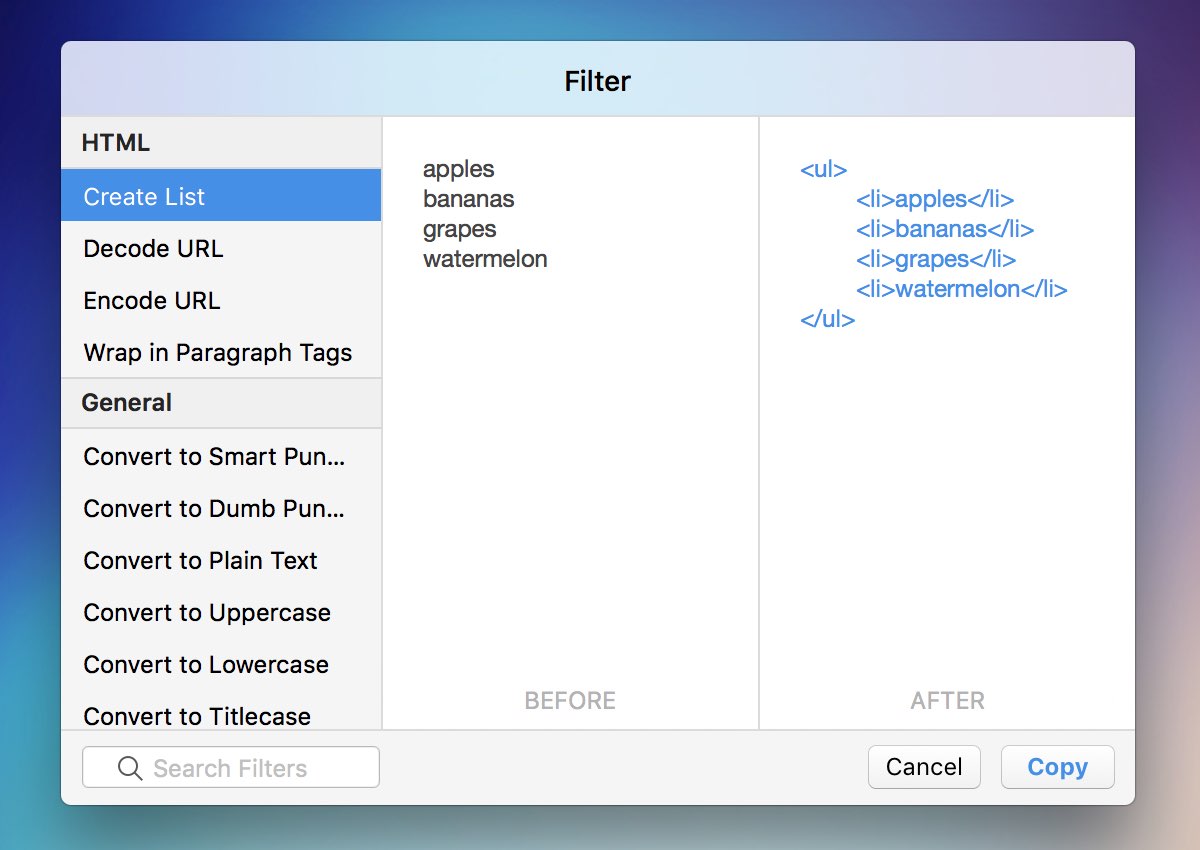 Filter
HTML
Create List
Decode URL
Encode URL
Wrap in Paragraph Tags
General
Convert to Smart Pun...
Convert to Dumb Pun...
Convert to Plain Text
Convert to Uppercase
Convert to Lowercase
Convert to Titlecase
Search Filters
apples
bananas
grapes
watermelon
BEFORE
<ul>
<li>apples</li>
<li>bananas</li>
<li>grapes</li>
<li>watermelon</li>
</ul>
AFTER
Cancel
Copy